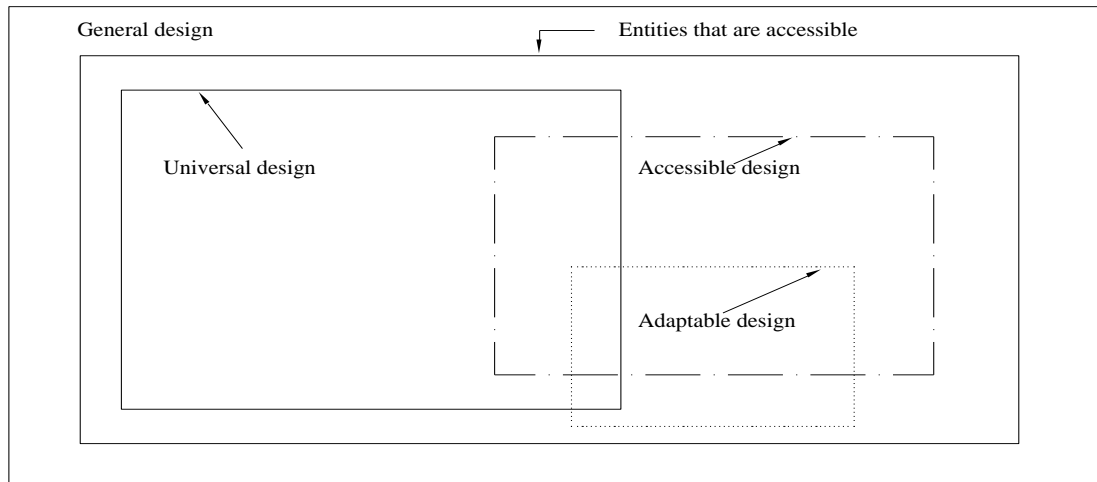 General design
Entities that are accessible
Universal design
Accessible design
Adaptable design